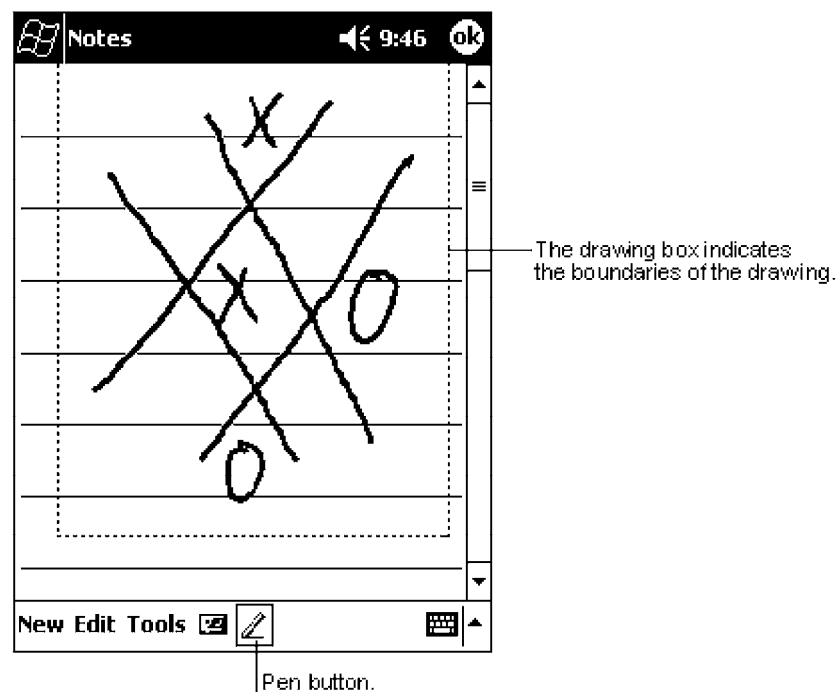 Notes 9:46 ok
X
X
O
O
The drawing box indicates
the boundaries of the drawing.
New Edit Tools
Pen button.